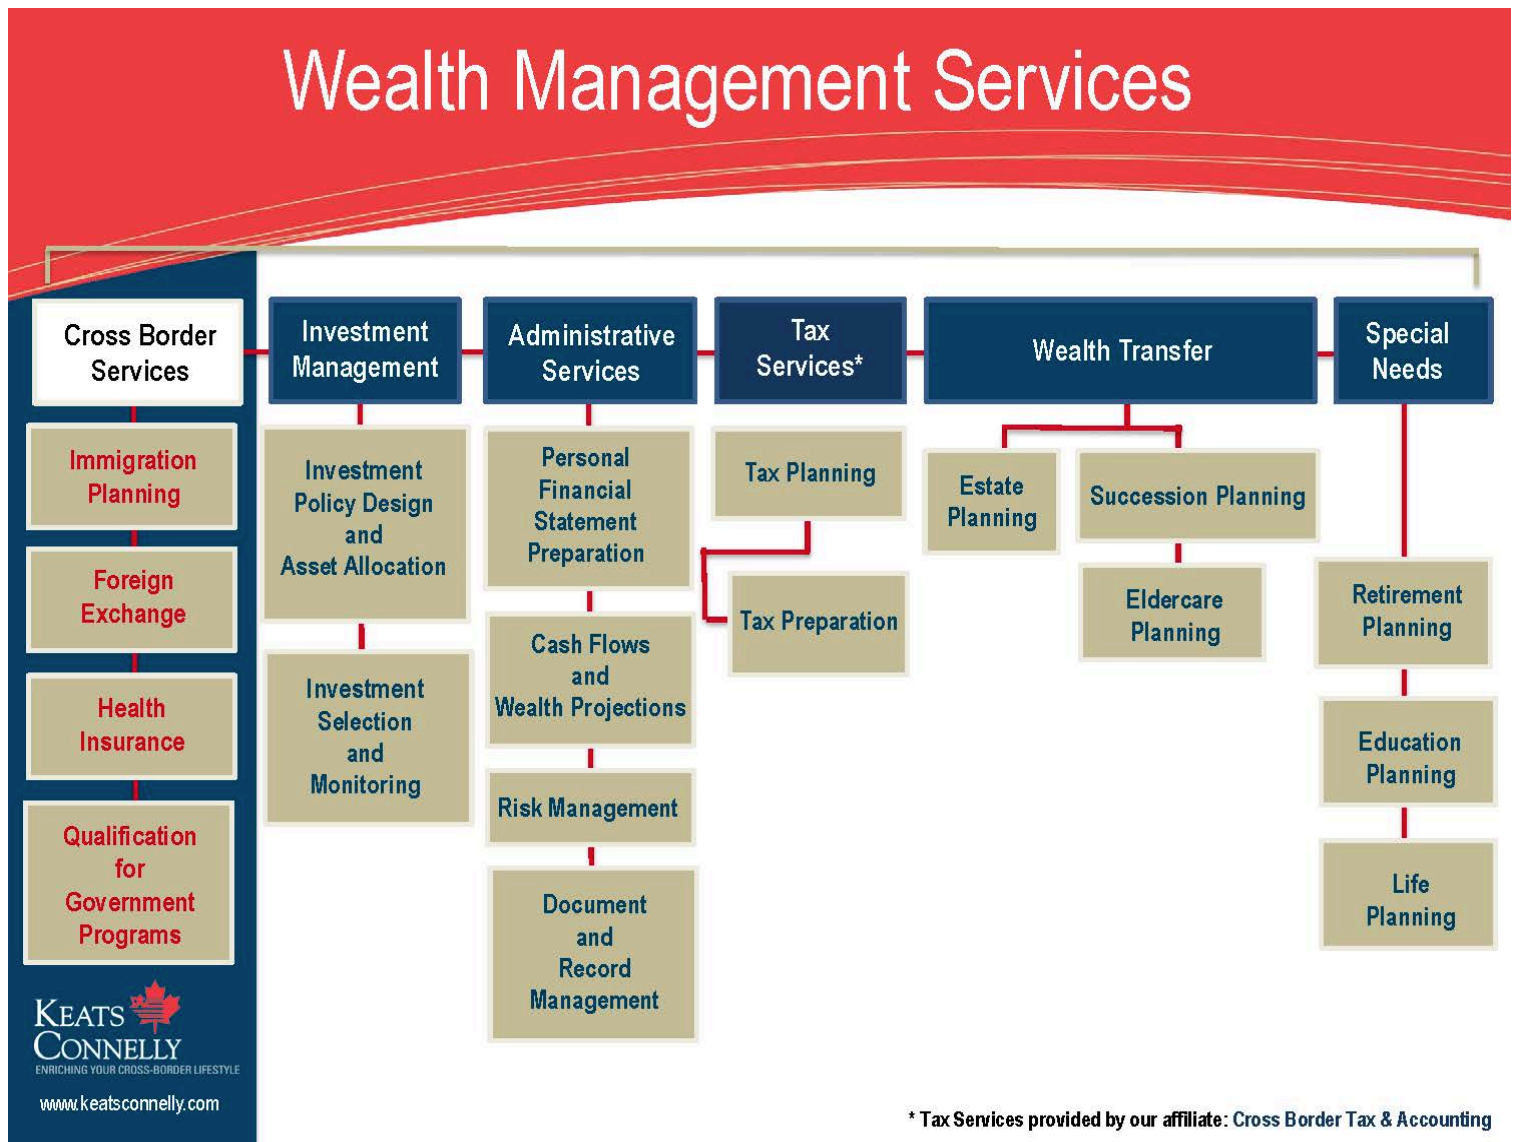 Wealth Management Services
Cross Border
Services
Immigration
Planning
Foreign
Exchange
Health
Insurance
Qualification
for
Government
Programs
Investment
Management
Investment
Policy Design
and
Asset Allocation
Investment
Selection
and
Monitoring
Administrative
Services
Personal
Financial
Statement
Preparation
Cash Flows
and
Wealth Projections
Risk Management
Document
and
Record
Management
Tax
Services*
Tax Planning
Tax Preparation
Wealth Transfer
Estate
Planning
Succession Planning
Eldercare
Planning
Special
Needs
Retirement
Planning
Education
Planning
Life
Planning
KEATS
CONNELLY
ENRICHING YOUR CROSS-BORDER LIFESTYLE
www.keatsconnelly.com
* Tax Services provided by our affiliate: Cross Border Tax & Accounting